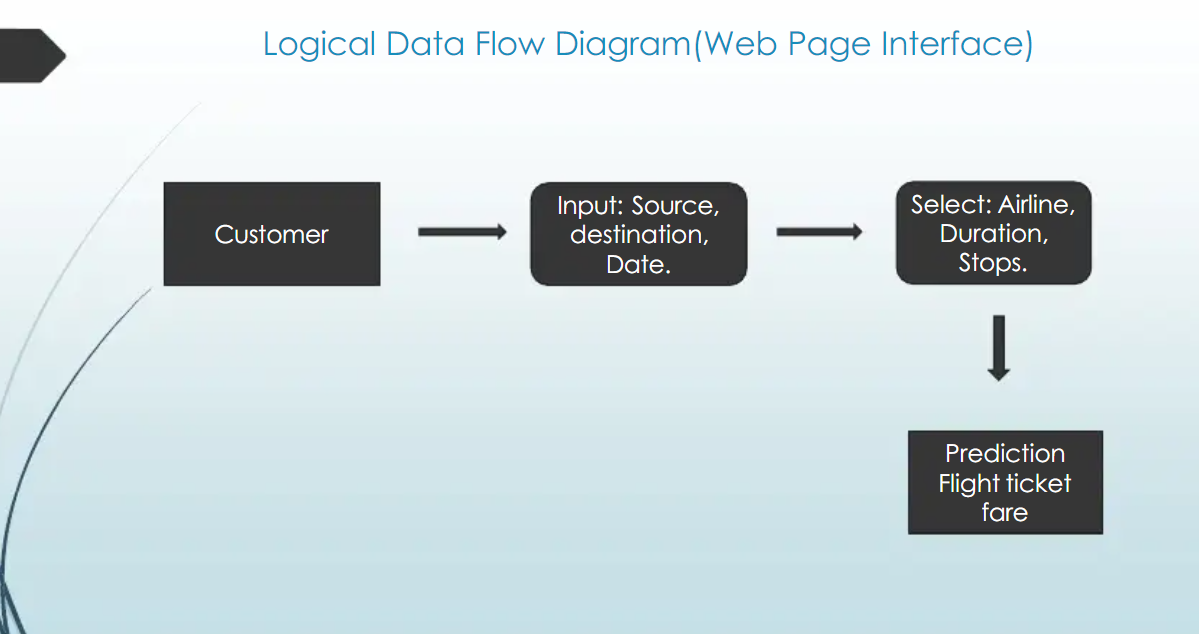 Logical Data Flow Diagram(Web Page Interface)
Customer
Input: Source,
destination,
Date.
Select: Airline,
Duration,
Stops.
Prediction
Flight ticket
fare